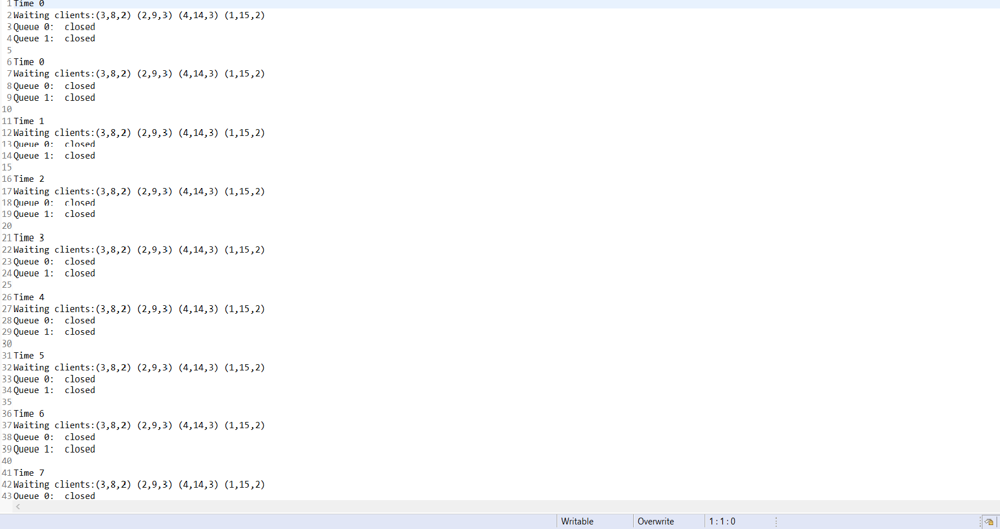 1 Time 0
2 Waiting clients:(3,8,2) (2,9,3) (4,14,3) (1,15,2)
3 Queue 0:  closed
4 Queue 1:  closed
5
6 Time 0
7 Waiting clients:(3,8,2) (2,9,3) (4,14,3) (1,15,2)
8 Queue 0:  closed
9 Queue 1:  closed
10
11 Time 1
12 Waiting clients:(3,8,2) (2,9,3) (4,14,3) (1,15,2)
13 Queue 0:  closed
14 Queue 1:  closed
15
16 Time 2
17 Waiting clients:(3,8,2) (2,9,3) (4,14,3) (1,15,2)
18 Queue 0:  closed
19 Queue 1:  closed
20
21 Time 3
22 Waiting clients:(3,8,2) (2,9,3) (4,14,3) (1,15,2)
23 Queue 0:  closed
24 Queue 1:  closed
25
26 Time 4
27 Waiting clients:(3,8,2) (2,9,3) (4,14,3) (1,15,2)
28 Queue 0:  closed
29 Queue 1:  closed
30
31 Time 5
32 Waiting clients:(3,8,2) (2,9,3) (4,14,3) (1,15,2)
33 Queue 0:  closed
34 Queue 1:  closed
35
36 Time 6
37 Waiting clients:(3,8,2) (2,9,3) (4,14,3) (1,15,2)
38 Queue 0:  closed
39 Queue 1:  closed
40
41 Time 7
42 Waiting clients:(3,8,2) (2,9,3) (4,14,3) (1,15,2)
43 Queue 0:  closed
Writable Overwrite 1 : 1 : 0